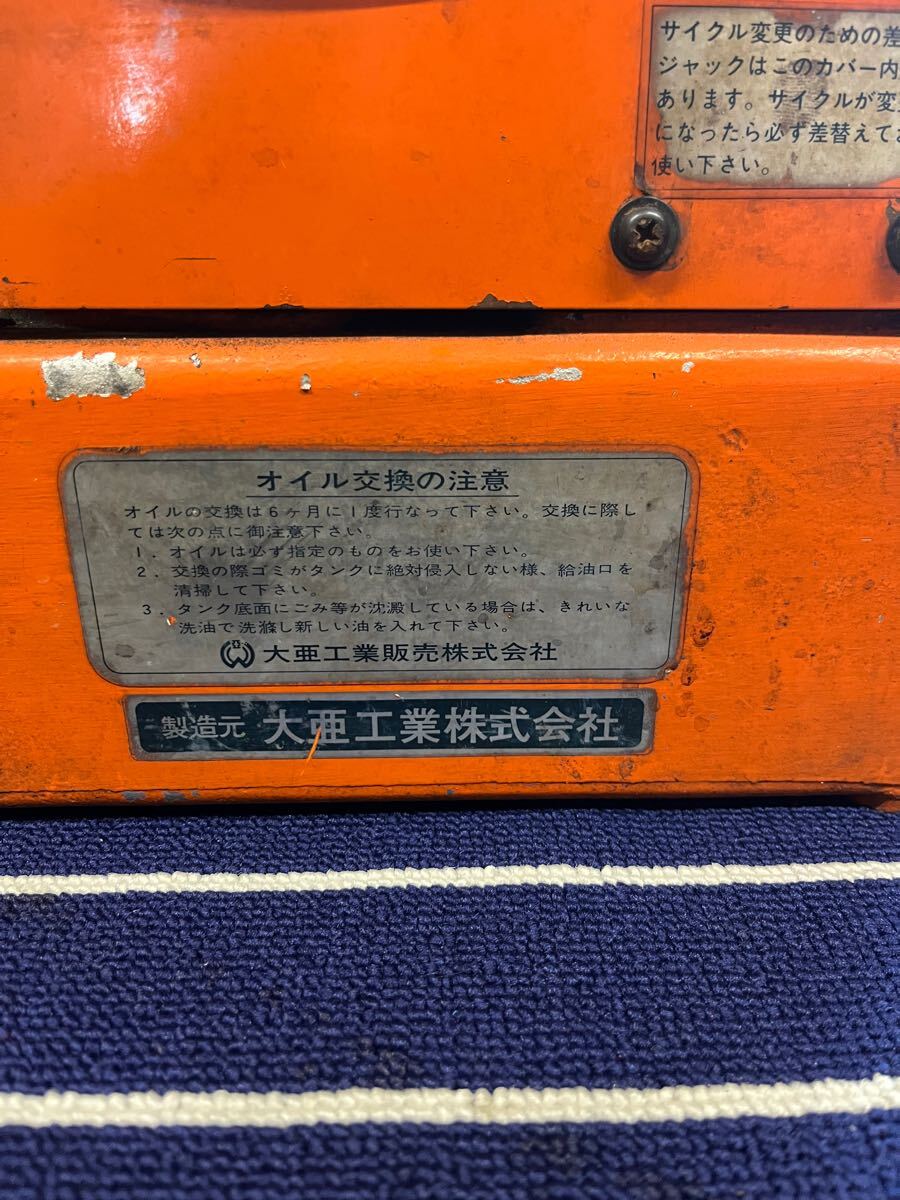 サイクル変更のための差
ジャックはこのカバー内
あります。サイクルが変
になったら必ず差替えて
使い下さい。
オイル交換の注意
オイルの交換は6ヶ月に1度行なって下さい。交換に際し
ては次の点に御注意下さい。
1. オイルは必ず指定のものをお使い下さい。
2. 交換の際ゴミがタンクに絶対侵入しない様、給油口を
清掃して下さい。
3. タンク底面にごみ等が沈澱している場合は、きれいな
洗油で洗滌し新しい油を入れて下さい。
大亜工業販売株式会社
製造元 大亜工業株式会社